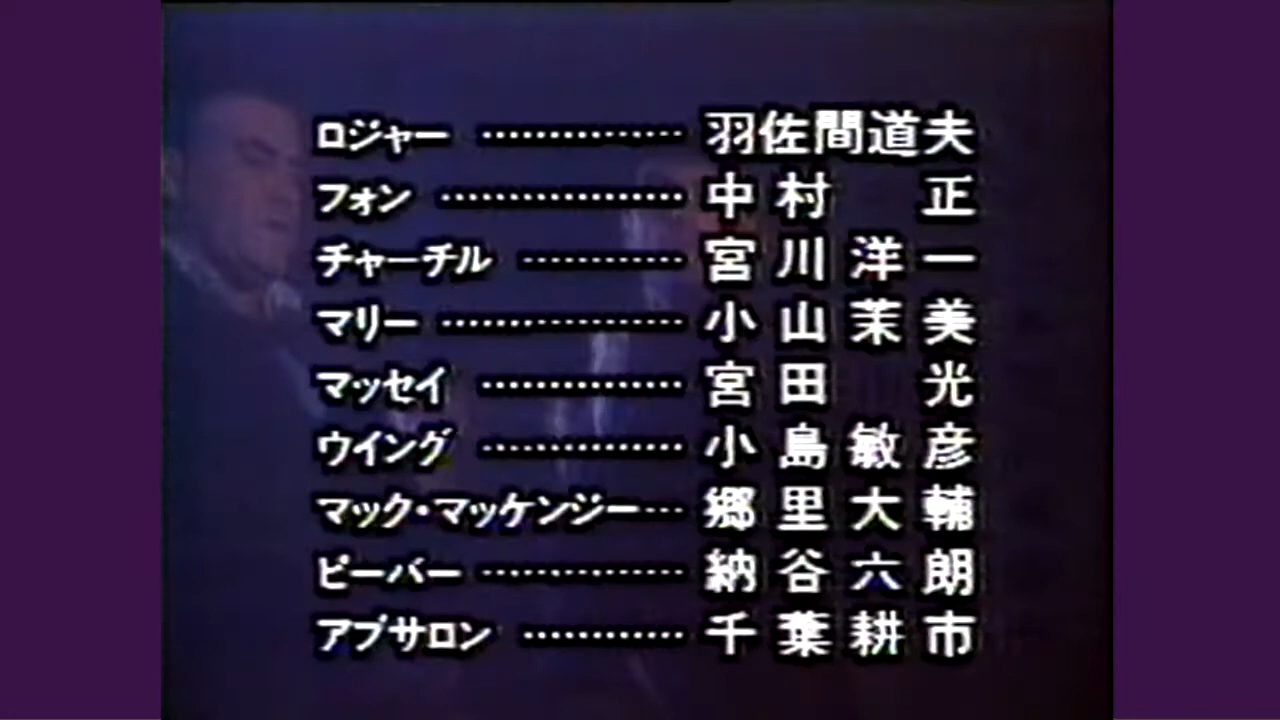 ロジャー ・・・・・・・・・・・・・・・ 羽佐間道夫
フォン ・・・・・・・・・・・・・・・・・・ 中村 正
チャーチル ・・・・・・・・・・・・ 宮川洋一
マリー ・・・・・・・・・・・・・・・・・・ 小山茉美
マッセイ ・・・・・・・・・・・・・・・ 宮田 光
ウイング ・・・・・・・・・・・・・・・ 小島敏彦
マック・マッケンジー・・・ 郷里大輔
ビーバー ・・・・・・・・・・・・・・・ 納谷六朗
アブサロン ・・・・・・・・・・・・ 千葉耕市